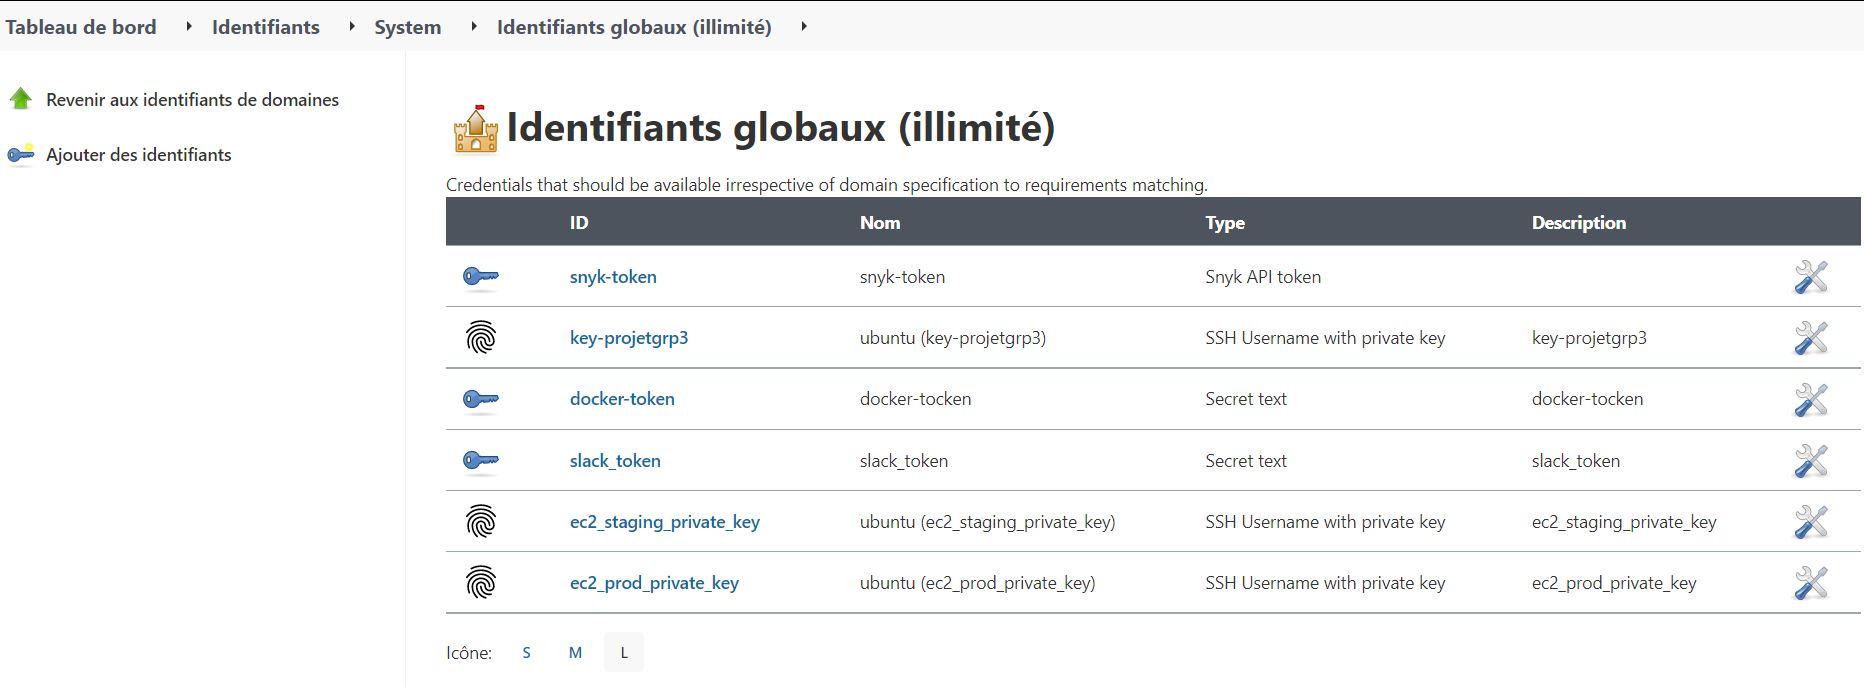 Tableau de bord Identifiants System Identifiants globaux (illimité)
Revenir aux identifiants de domaines
Ajouter des identifiants
Identifiants globaux (illimité)
Credentials that should be available irrespective of domain specification to requirements matching.
ID Nom Type Description
snyk-token snyk-token Snyk API token
key-projetgrp3 ubuntu (key-projetgrp3) SSH Username with private key key-projetgrp3
docker-token docker-tocken Secret text docker-tocken
slack_token slack_token Secret text slack_token
ec2_staging_private_key ubuntu (ec2_staging_private_key) SSH Username with private key ec2_staging_private_key
ec2_prod_private_key ubuntu (ec2_prod_private_key) SSH Username with private key ec2_prod_private_key
Icône: S M L